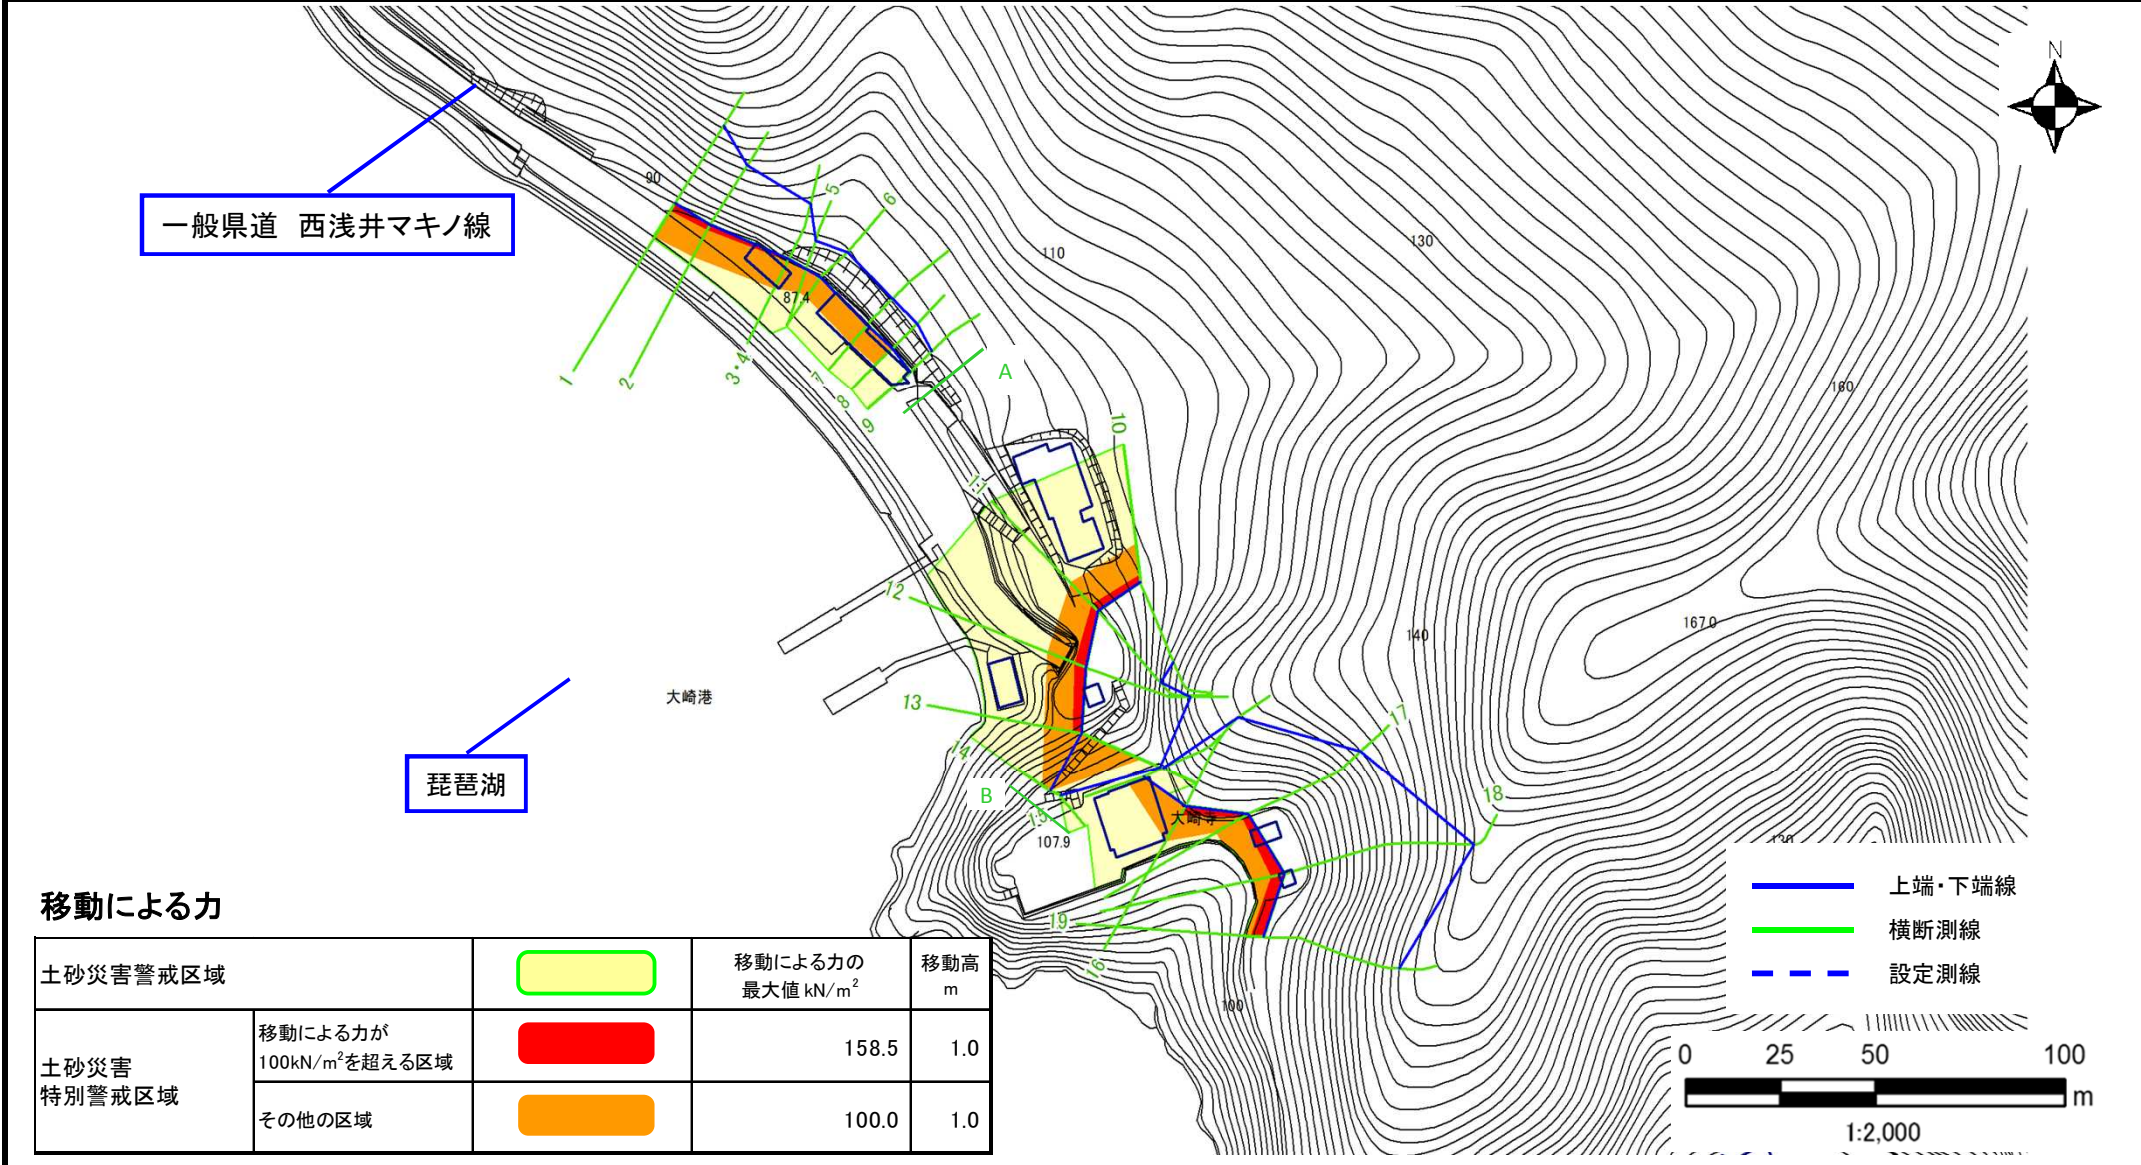 N
一般県道　西浅井マキノ線
90
5
6
110
130
87.4
1
2
3・4
7
8
9
A
160
10
11
12
140
167.0
大崎港
13
14
17
琵琶湖
B
15
18
大崎寺
107.9
130
19
16
100
移動による力
土砂災害警戒区域
移動による力の
最大値 kN/m²
移動高
m
土砂災害
特別警戒区域
移動による力が
100kN/m²を超える区域
158.5
1.0
その他の区域
100.0
1.0
上端・下端線
横断測線
設定測線
0 25 50 100
m
1:2,000